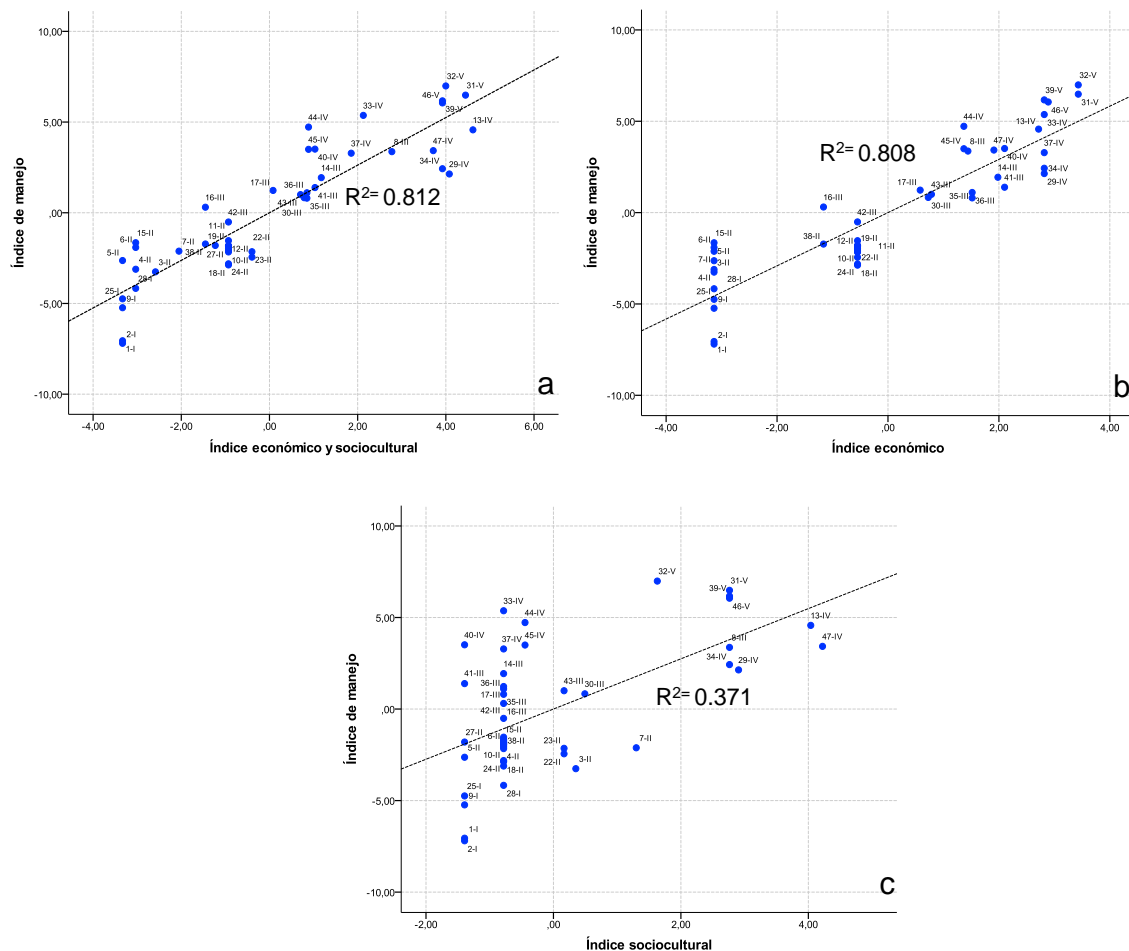 10,00
5,00
,00
-5,00
-10,00
Índice de manejo
32-V
31-V
46-V
39-V
33-IV
13-IV
44-IV
45-IV
40-IV
37-IV
8-III
47-IV
34-IV
29-IV
14-III
17-III
36-III
41-III
43-III
30-III
35-III
R²= 0.812
16-III
42-III
11-II
15-II
6-II
7-II
19-II
22-II
38-II
27-II
12-II
5-II
4-II
3-II
10-II
23-II
18-II
24-II
28-I
25-I
9-I
2-I
1-I
a
-4,00
-2,00
,00
2,00
4,00
6,00
Índice económico y sociocultural
10,00
5,00
,00
-5,00
-10,00
Índice de manejo
32-V
39-V
31-V
46-V
33-IV
13-IV
44-IV
45-IV
8-III
47-IV
37-IV
40-IV
R²= 0.808
14-III
34-IV
41-III
29-IV
17-III
43-III
35-III
36-III
30-III
16-III
42-III
15-II
6-II
38-II
12-II
19-II
11-II
5-II
7-II
3-II
10-II
22-II
4-II
24-II
18-II
28-I
25-I
9-I
2-I
1-I
b
-4,00
-2,00
,00
2,00
4,00
Índice económico
10,00
5,00
,00
-5,00
-10,00
Índice de manejo
32-V
31-V
39-V
46-V
33-IV
44-IV
13-IV
40-IV
37-IV
45-IV
8-III
47-IV
34-IV
29-IV
14-III
41-III
36-III
17-III
35-III
43-III
30-III
R²= 0.371
42-III
16-III
27-II
6-II
15-II
38-II
23-II
7-II
5-II
10-II
4-II
22-II
3-II
24-II
18-II
25-I
28-I
9-I
1-I
2-I
c
-2,00
,00
2,00
4,00
Índice sociocultural